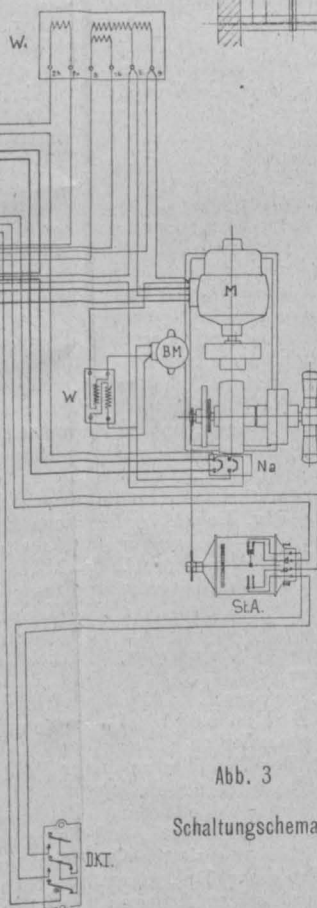 W.
M
BM
W
Na
St.A.
Abb. 3
Schaltungschema
DKT.